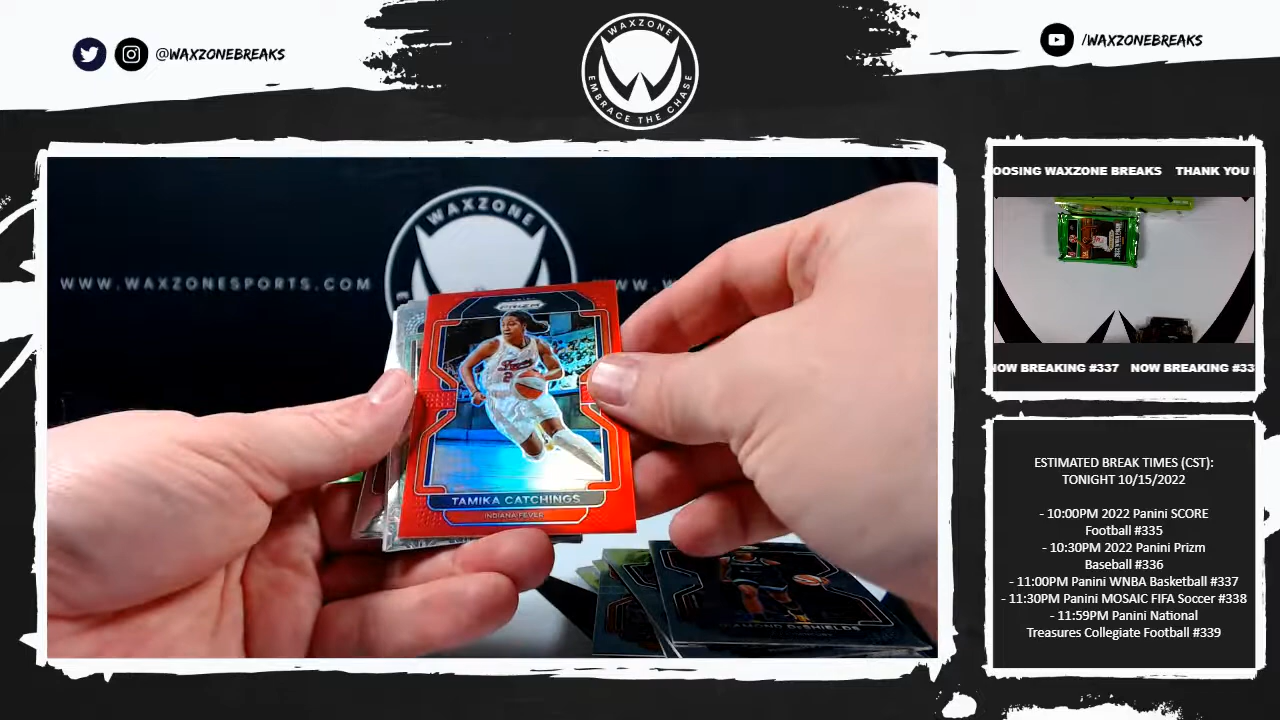 @WAXZONEBREAKS
WAXZONE
EMBRACE THE CHASE
/WAXZONEBREAKS
WAXZONE
WWW.WAXZONESPORTS.COM
PRIZM
TAMIKA CATCHINGS
INDIANA FEVER
OOSING WAXZONE BREAKS THANK YOU
NOW BREAKING #337 NOW BREAKING #33
ESTIMATED BREAK TIMES (CST):
TONIGHT 10/15/2022
- 10:00PM 2022 Panini SCORE
Football #335
- 10:30PM 2022 Panini Prizm
Baseball #336
- 11:00PM Panini WNBA Basketball #337
- 11:30PM Panini MOSAIC FIFA Soccer #338
- 11:59PM Panini National
Treasures Collegiate Football #339